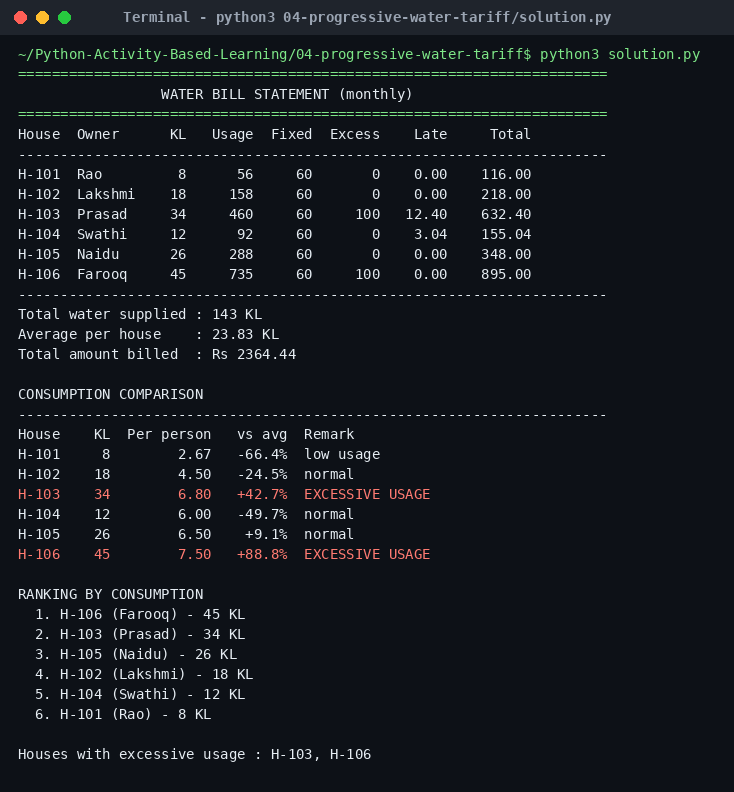 Terminal - python3 04-progressive-water-tariff/solution.py
~/Python-Activity-Based-Learning/04-progressive-water-tariff$ python3 solution.py
======================================================================
                 WATER BILL STATEMENT (monthly)
======================================================================
House  Owner      KL   Usage  Fixed  Excess    Late     Total
----------------------------------------------------------------------
H-101  Rao         8      56     60       0    0.00    116.00
H-102  Lakshmi    18     158     60       0    0.00    218.00
H-103  Prasad     34     460     60     100   12.40    632.40
H-104  Swathi     12      92     60       0    3.04    155.04
H-105  Naidu      26     288     60       0    0.00    348.00
H-106  Farooq     45     735     60     100    0.00    895.00
----------------------------------------------------------------------
Total water supplied : 143 KL
Average per house    : 23.83 KL
Total amount billed  : Rs 2364.44

CONSUMPTION COMPARISON
----------------------------------------------------------------------
House    KL  Per person   vs avg  Remark
H-101     8        2.67   -66.4%  low usage
H-102    18        4.50   -24.5%  normal
H-103    34        6.80   +42.7%  EXCESSIVE USAGE
H-104    12        6.00   -49.7%  normal
H-105    26        6.50    +9.1%  normal
H-106    45        7.50   +88.8%  EXCESSIVE USAGE

RANKING BY CONSUMPTION
  1. H-106 (Farooq) - 45 KL
  2. H-103 (Prasad) - 34 KL
  3. H-105 (Naidu) - 26 KL
  4. H-102 (Lakshmi) - 18 KL
  5. H-104 (Swathi) - 12 KL
  6. H-101 (Rao) - 8 KL

Houses with excessive usage : H-103, H-106